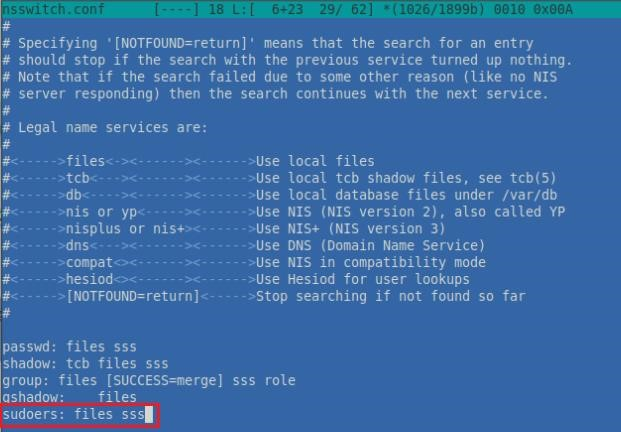 nsswitch.conf      [----] 18 L:[  6+23  29/ 62] *(1026/1899b) 0010 0x00A
#
# Specifying '[NOTFOUND=return]' means that the search for an entry
# should stop if the search with the previous service turned up nothing.
# Note that if the search failed due to some other reason (like no NIS
# server responding) then the search continues with the next service.
#
# Legal name services are:
#
#<----->files<-><------><------>Use local files
#<----->tcb<---><------><------>Use local tcb shadow files, see tcb(5)
#<----->db<----><------><------>Use local database files under /var/db
#<----->nis or yp<------><------>Use NIS (NIS version 2), also called YP
#<----->nisplus or nis+><------>Use NIS+ (NIS version 3)
#<----->dns<---><------><------>Use DNS (Domain Name Service)
#<----->compat<><------><------>Use NIS in compatibility mode
#<----->hesiod<><------><------>Use Hesiod for user lookups
#<----->[NOTFOUND=return]<----->Stop searching if not found so far
#
passwd: files sss
shadow: tcb files sss
group: files [SUCCESS=merge] sss role
gshadow:    files
sudoers: files sss